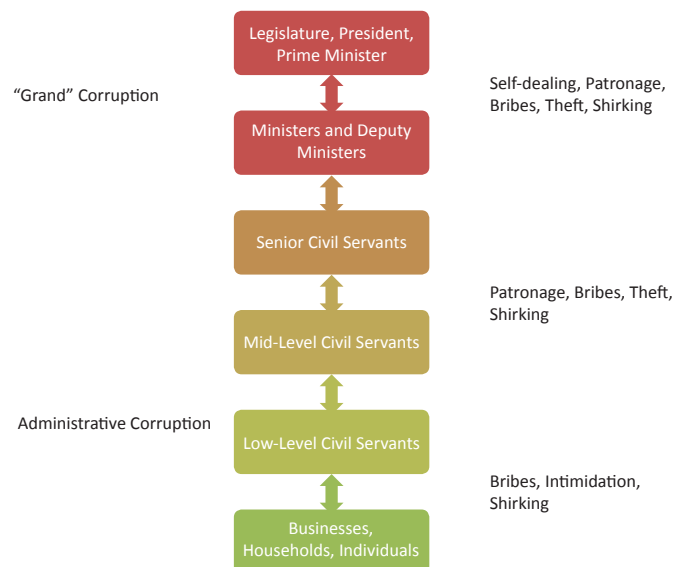 Legislature, President,
Prime Minister
“Grand” Corruption
Self-dealing, Patronage,
Bribes, Theft, Shirking
Ministers and Deputy
Ministers
Senior Civil Servants
Patronage, Bribes, Theft,
Shirking
Mid-Level Civil Servants
Administrative Corruption
Low-Level Civil Servants
Bribes, Intimidation,
Shirking
Businesses,
Households, Individuals